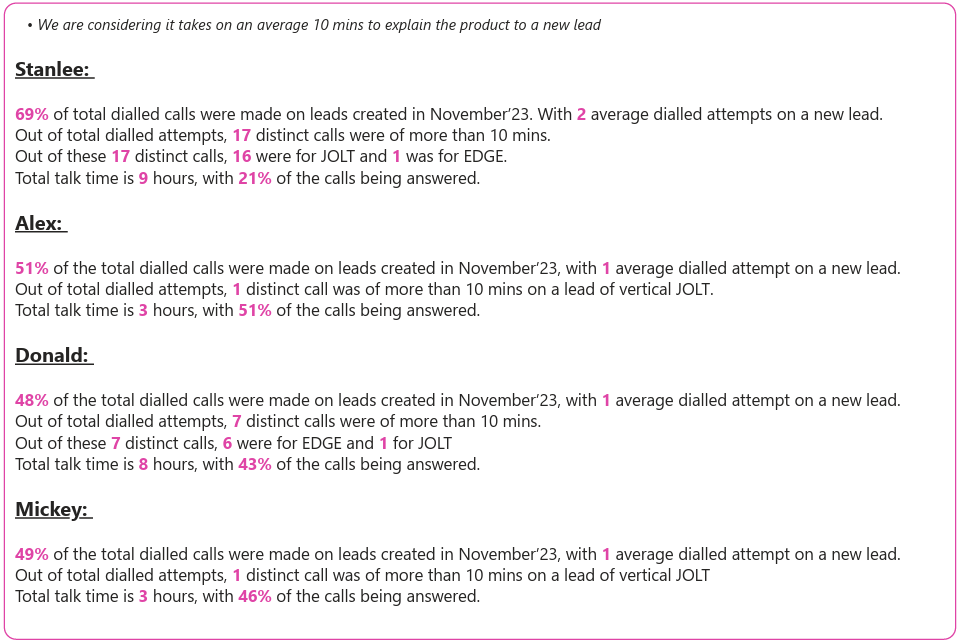 • We are considering it takes on an average 10 mins to explain the product to a new lead
Stanlee:
69% of total dialled calls were made on leads created in November’23. With 2 average dialled attempts on a new lead.
Out of total dialled attempts, 17 distinct calls were of more than 10 mins.
Out of these 17 distinct calls, 16 were for JOLT and 1 was for EDGE.
Total talk time is 9 hours, with 21% of the calls being answered.
Alex:
51% of the total dialled calls were made on leads created in November’23, with 1 average dialled attempt on a new lead.
Out of total dialled attempts, 1 distinct call was of more than 10 mins on a lead of vertical JOLT.
Total talk time is 3 hours, with 51% of the calls being answered.
Donald:
48% of the total dialled calls were made on leads created in November’23, with 1 average dialled attempt on a new lead.
Out of total dialled attempts, 7 distinct calls were of more than 10 mins.
Out of these 7 distinct calls, 6 were for EDGE and 1 for JOLT
Total talk time is 8 hours, with 43% of the calls being answered.
Mickey:
49% of the total dialled calls were made on leads created in November’23, with 1 average dialled attempt on a new lead.
Out of total dialled attempts, 1 distinct call was of more than 10 mins on a lead of vertical JOLT
Total talk time is 3 hours, with 46% of the calls being answered.